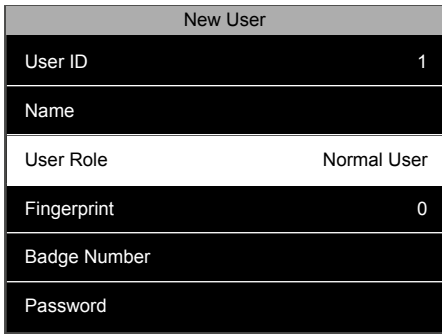 New User
User ID 1
Name
User Role Normal User
Fingerprint 0
Badge Number
Password